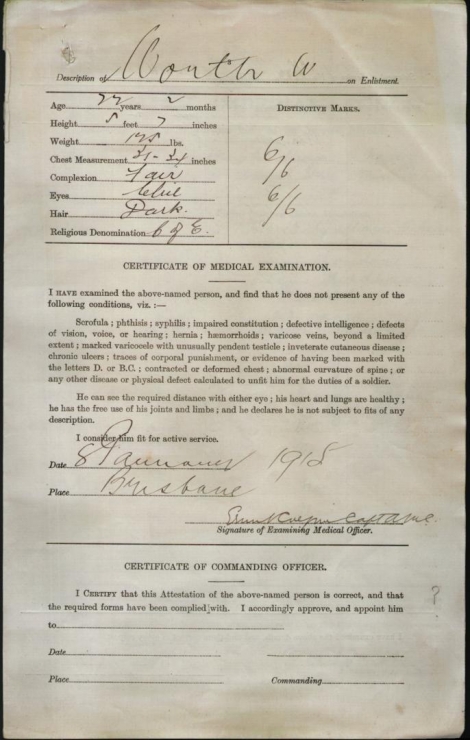 Description of W on Enlistment.
Age years 2 months
DISTINCTIVE MARKS.
Height 5 feet 7 inches
Weight lbs.
Chest Measurement 31-34 inches
Complexion Fair
Eyes blue
Hair Dark.
Religious Denomination C of E.
6/6
6/6
CERTIFICATE OF MEDICAL EXAMINATION.
I HAVE examined the above-named person, and find that he does not present any of the
following conditions, viz. :—
Scrofula ; phthisis ; syphilis ; impaired constitution ; defective intelligence ; defects
of vision, voice, or hearing ; hernia ; hæmorrhoids ; varicose veins, beyond a limited
extent ; marked varicocele with unusually pendent testicle ; inveterate cutaneous disease ;
chronic ulcers ; traces of corporal punishment, or evidence of having been marked with
the letters D. or B.C. ; contracted or deformed chest ; abnormal curvature of spine ; or
any other disease or physical defect calculated to unfit him for the duties of a soldier.
He can see the required distance with either eye ; his heart and lungs are healthy ;
he has the free use of his joints and limbs ; and he declares he is not subject to fits of any
description.
I consider him fit for active service.
Date 8 January 1918
Place Brisbane
Capt AAMC.
Signature of Examining Medical Officer.
CERTIFICATE OF COMMANDING OFFICER.
I CERTIFY that this Attestation of the above-named person is correct, and that
the required forms have been complied with. I accordingly approve, and appoint him
to
?
Date
Place Commanding